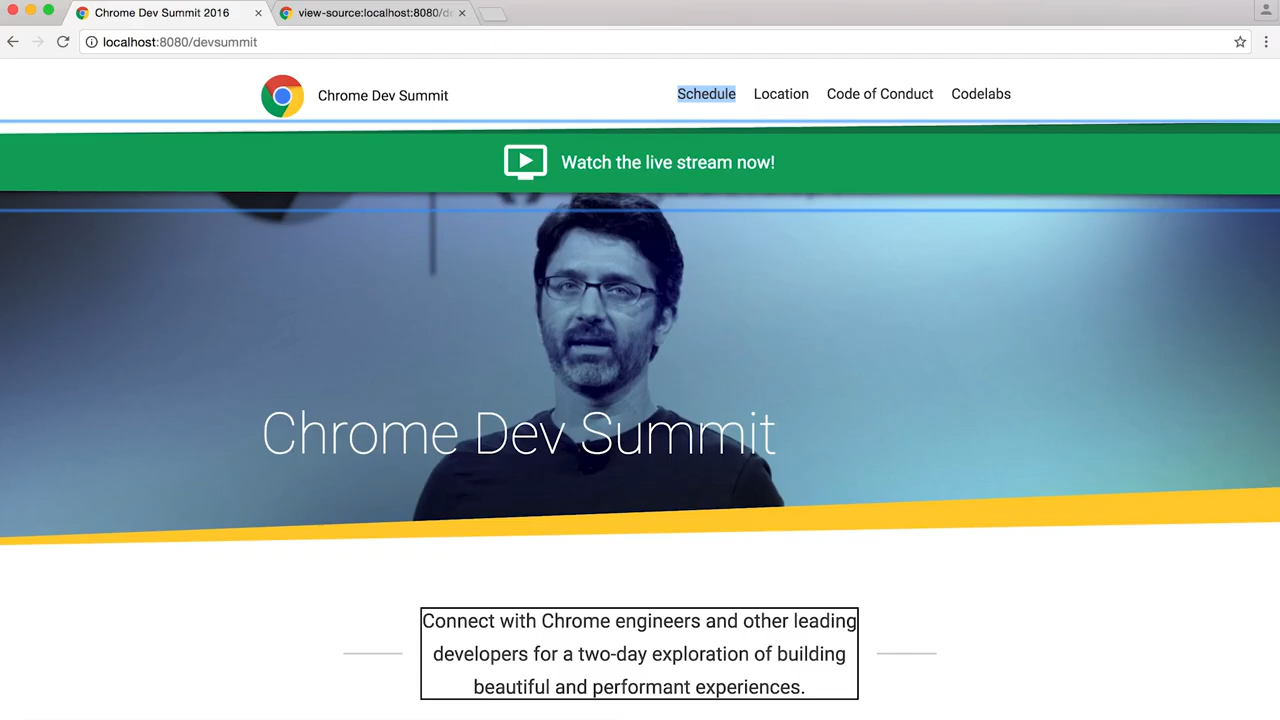 Chrome Dev Summit 2016
view-source:localhost:8080/de
localhost:8080/devsummit
Chrome Dev Summit
Schedule Location Code of Conduct Codelabs
Watch the live stream now!
Chrome Dev Summit
Connect with Chrome engineers and other leading
developers for a two-day exploration of building
beautiful and performant experiences.